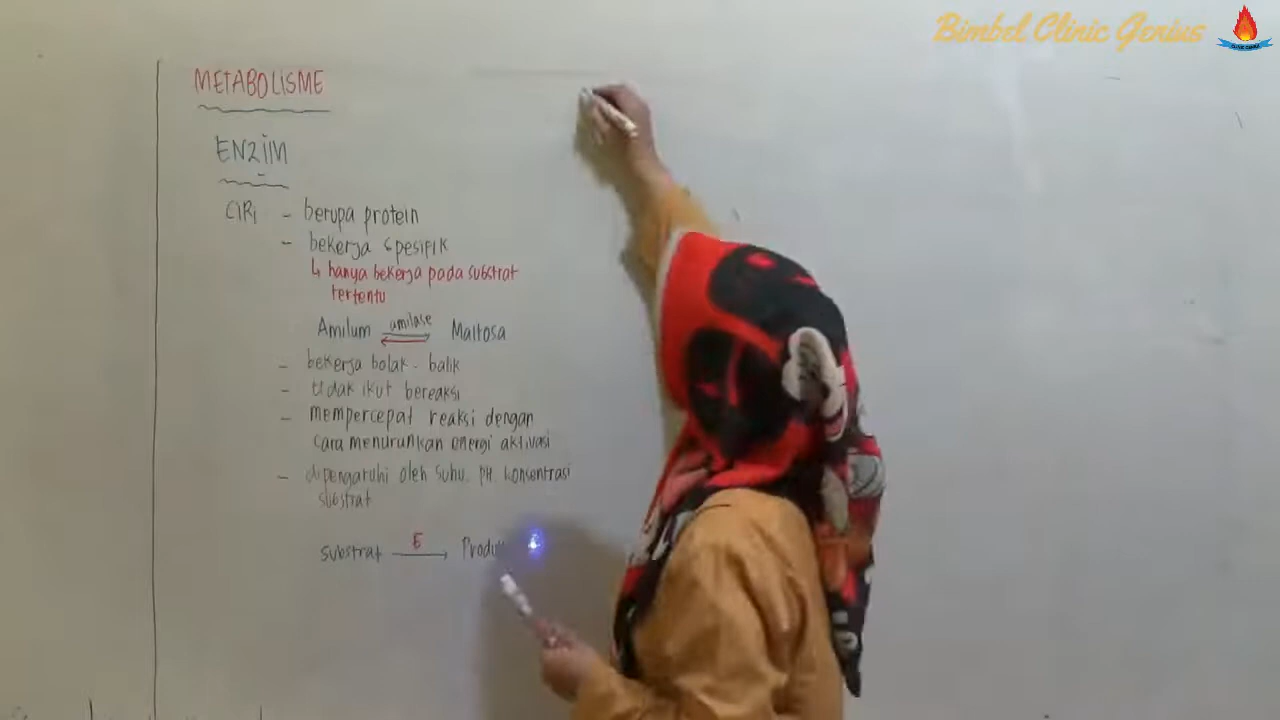 Bimbel Clinic Genius
METABOLISME
ENZIM
CIRI - berupa protein
- bekerja spesifik
↳ hanya bekerja pada substrat
tertentu
Amilum amilase Maltosa
- bekerja bolak - balik
- tidak ikut bereaksi
- mempercepat reaksi dengan
cara menurunkan energi aktivasi
- dipengaruhi oleh suhu, PH, konsentrasi
substrat
substrat E → Produ